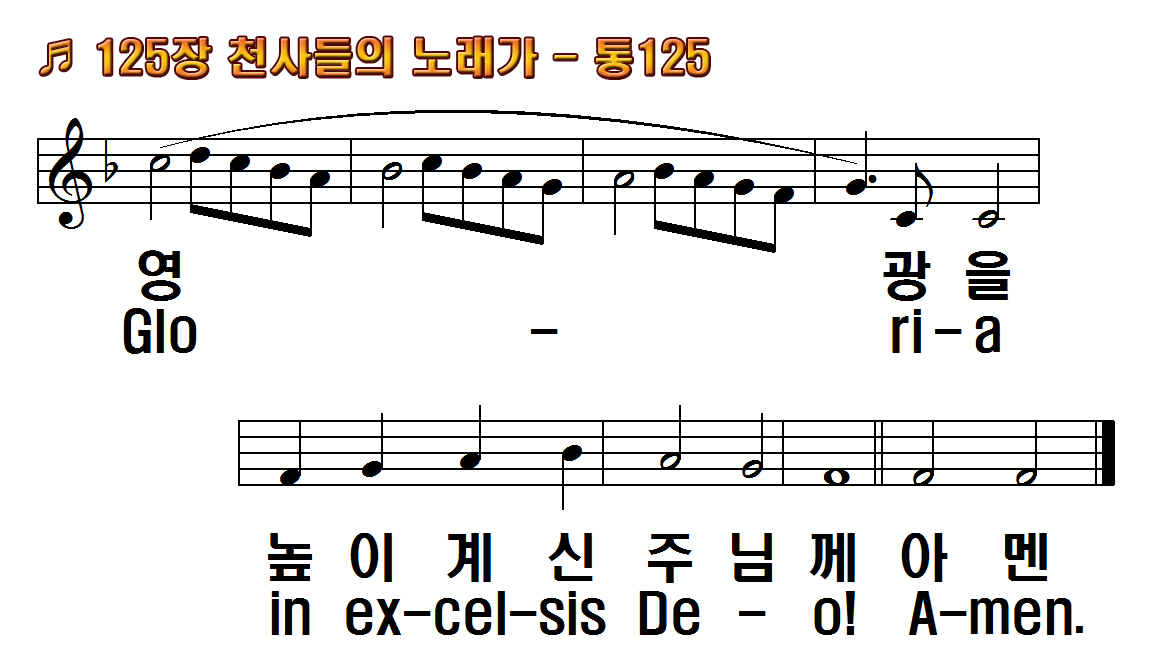 125장 천사들의 노래가 - 통125
영 광 을
Glo - ri - a
높 이 계 신 주 님 께 아 멘
in ex-cel-sis De - o! A-men.